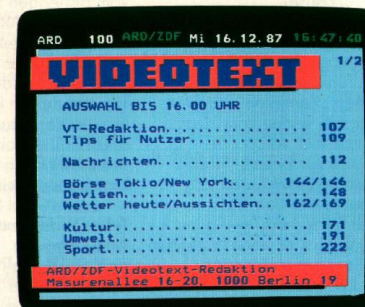 ARD 100 ARD/ZDF Mi 16.12.87 15:47:40
VIDEOTEXT 1/2
AUSWAHL BIS 16.00 UHR
VT-Redaktion................ 107
Tips für Nutzer............. 109
Nachrichten................. 112
Börse Tokio/New York..... 144/146
Devisen..................... 148
Wetter heute/Aussichten.. 162/169
Kultur...................... 171
Umwelt...................... 191
Sport....................... 222
ARD/ZDF-Videotext-Redaktion
Masurenallee 16-20, 1000 Berlin 19